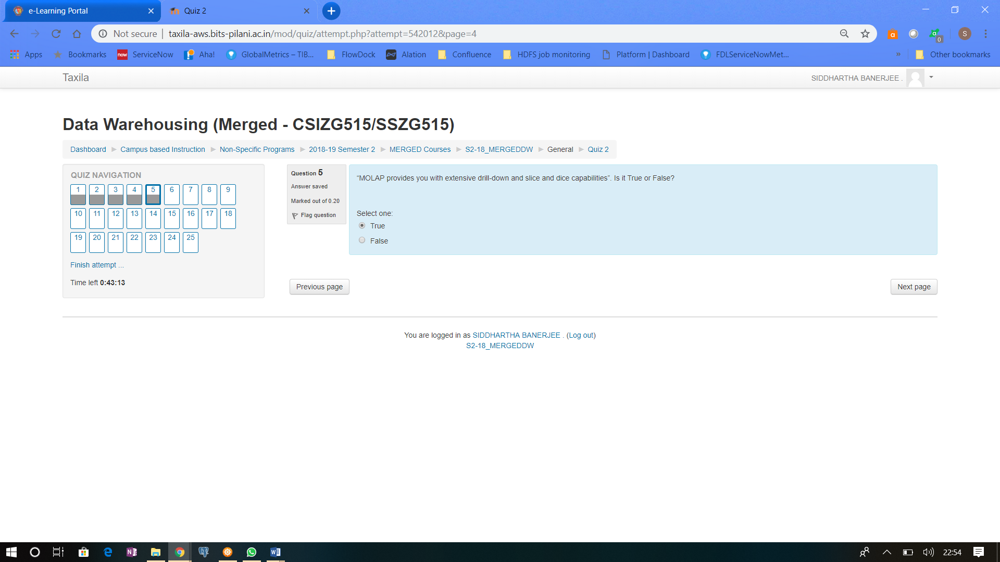 e-Learning Portal
Quiz 2
Not secure | taxila-aws.bits-pilani.ac.in/mod/quiz/attempt.php?attempt=542012&page=4
a
a
0
S
Apps Bookmarks now ServiceNow Aha! GlobalMetrics – TIB... FlowDock Alation Confluence HDFS job monitoring Platform | Dashboard FDLServiceNowMet... » Other bookmarks
Taxila
SIDDHARTHA BANERJEE .
Data Warehousing (Merged - CSIZG515/SSZG515)
Dashboard ► Campus based Instruction ► Non-Specific Programs ► 2018-19 Semester 2 ► MERGED Courses ► S2-18_MERGEDDW ► General ► Quiz 2
QUIZ NAVIGATION
1 2 3 4 5 6 7 8 9
10 11 12 13 14 15 16 17 18
19 20 21 22 23 24 25
Finish attempt ...
Time left 0:43:13
Question 5
Answer saved
Marked out of 0.20
Flag question
“MOLAP provides you with extensive drill-down and slice and dice capabilities”. Is it True or False?
Select one:
True
False
Previous page
Next page
You are logged in as SIDDHARTHA BANERJEE . (Log out)
S2-18_MERGEDDW
22:54